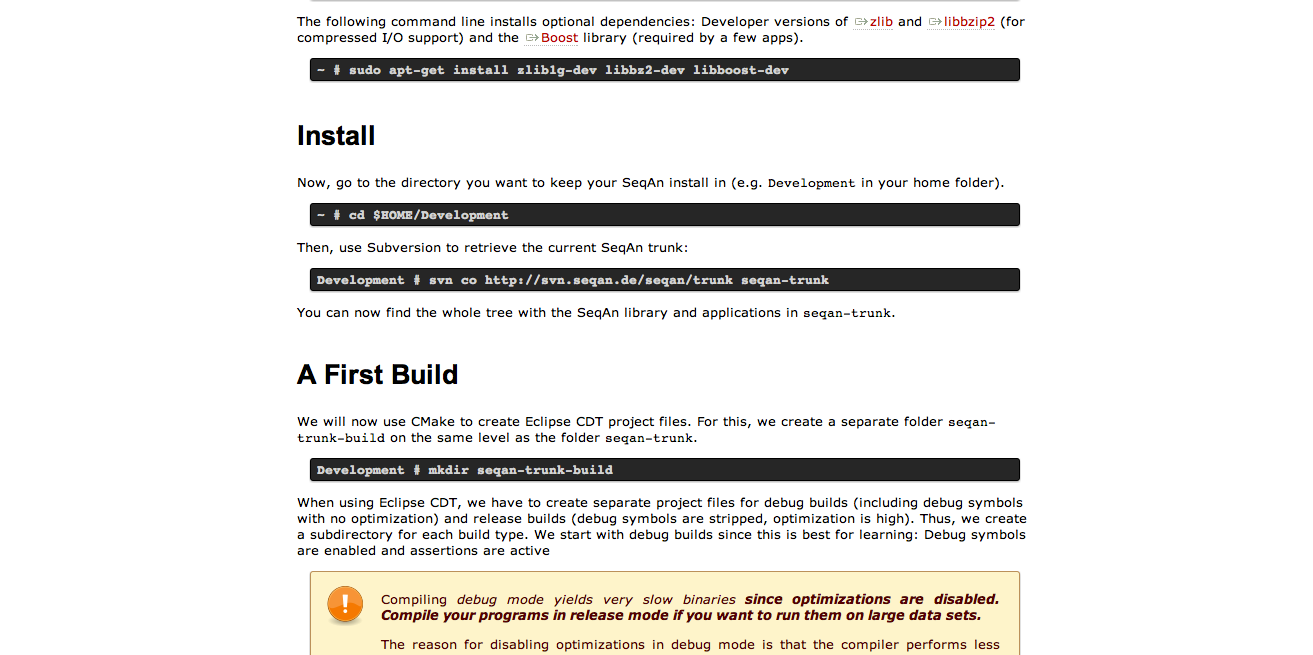 The following command line installs optional dependencies: Developer versions of zlib and libbzip2 (for
compressed I/O support) and the Boost library (required by a few apps).
~ # sudo apt-get install zlib1g-dev libbz2-dev libboost-dev
Install
Now, go to the directory you want to keep your SeqAn install in (e.g. Development in your home folder).
~ # cd $HOME/Development
Then, use Subversion to retrieve the current SeqAn trunk:
Development # svn co http://svn.seqan.de/seqan/trunk seqan-trunk
You can now find the whole tree with the SeqAn library and applications in seqan-trunk.
A First Build
We will now use CMake to create Eclipse CDT project files. For this, we create a separate folder seqan-
trunk-build on the same level as the folder seqan-trunk.
Development # mkdir seqan-trunk-build
When using Eclipse CDT, we have to create separate project files for debug builds (including debug symbols
with no optimization) and release builds (debug symbols are stripped, optimization is high). Thus, we create
a subdirectory for each build type. We start with debug builds since this is best for learning: Debug symbols
are enabled and assertions are active
Compiling debug mode yields very slow binaries since optimizations are disabled.
Compile your programs in release mode if you want to run them on large data sets.
The reason for disabling optimizations in debug mode is that the compiler performs less